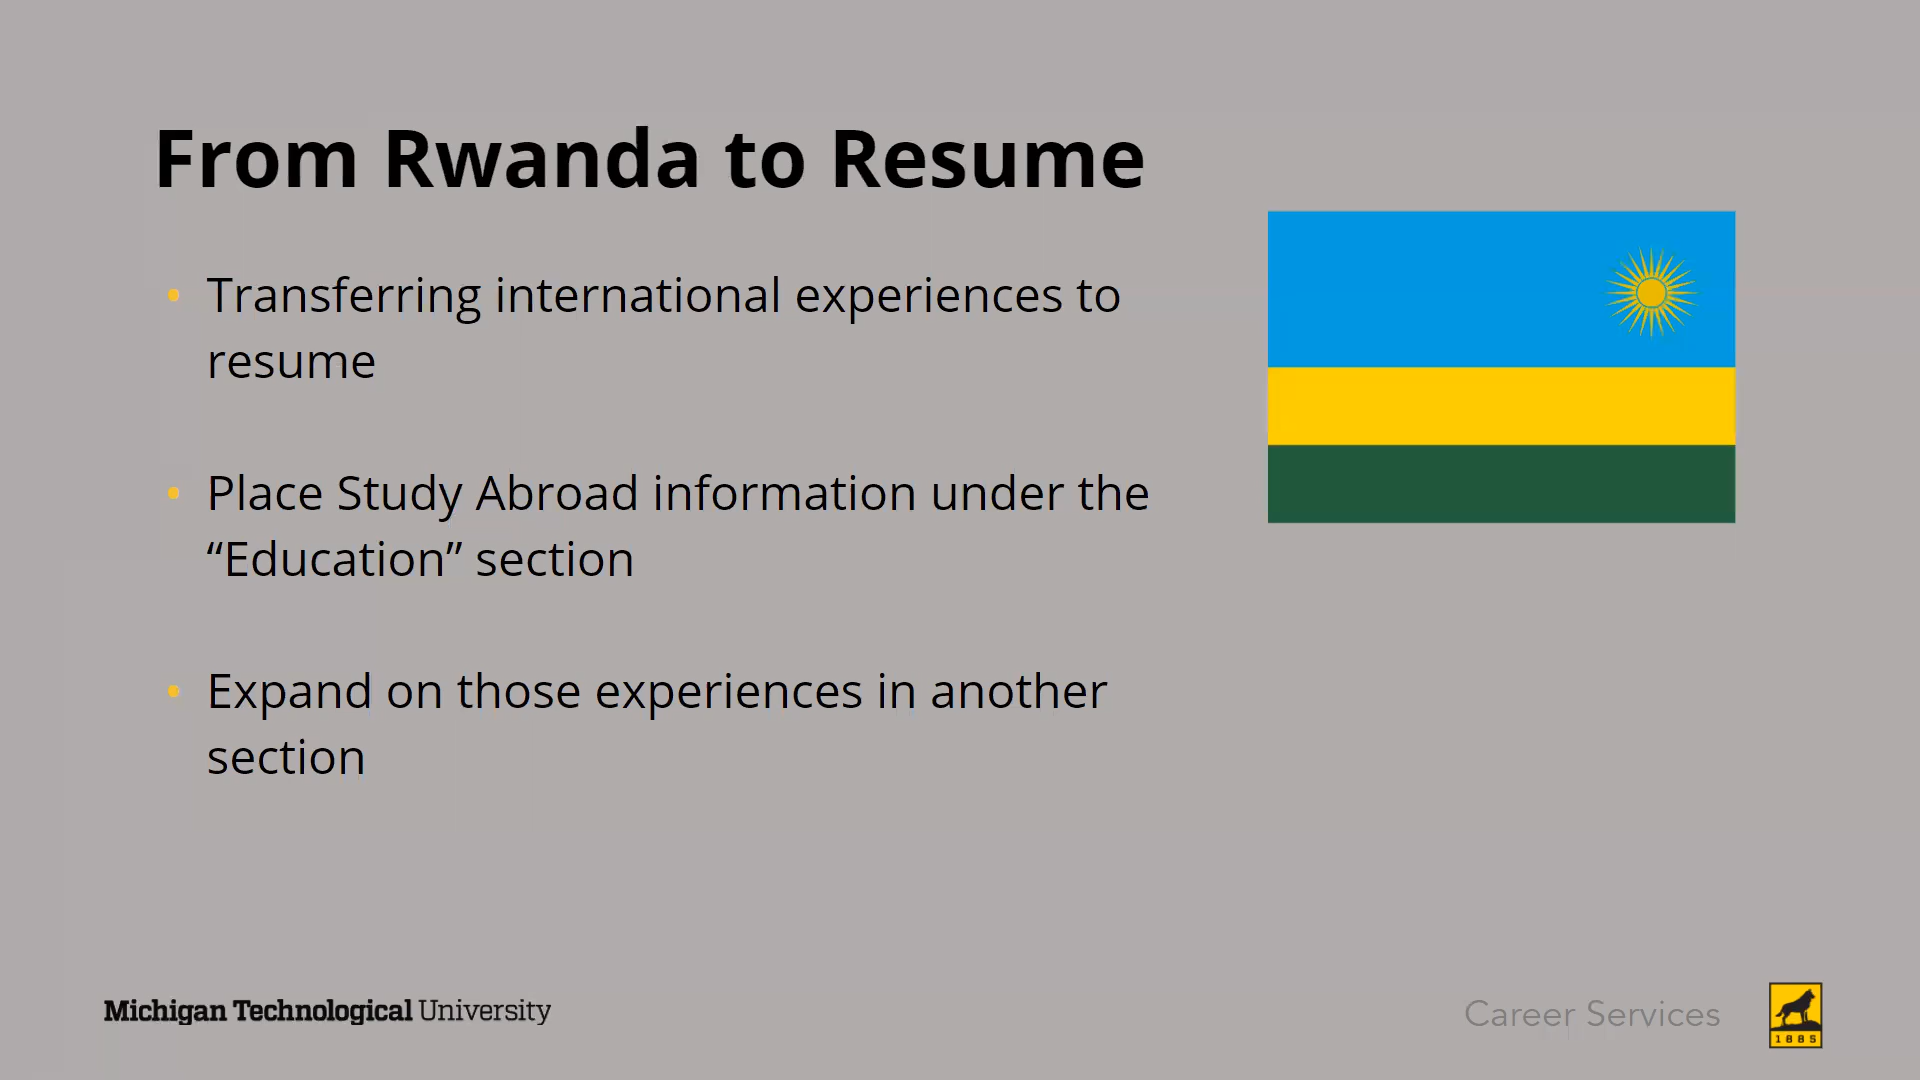 From Rwanda to Resume
• Transferring international experiences to
resume
• Place Study Abroad information under the
“Education” section
• Expand on those experiences in another
section
Michigan Technological University
Career Services
1885